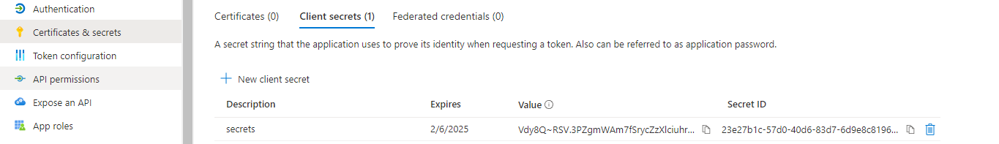 Authentication
Certificates & secrets
Token configuration
API permissions
Expose an API
App roles
Certificates (0) Client secrets (1) Federated credentials (0)
A secret string that the application uses to prove its identity when requesting a token. Also can be referred to as application password.
New client secret
Description Expires Value Secret ID
secrets 2/6/2025 Vdy8Q~RSV.3PZgmWAm7fSrycZzXlciuhr... 23e27b1c-57d0-40d6-83d7-6d9e8c8196...